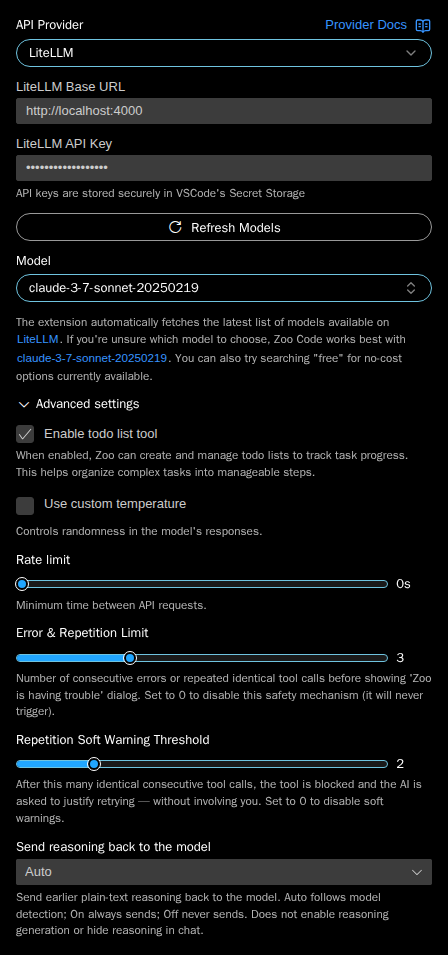 API Provider
Provider Docs
LiteLLM
LiteLLM Base URL
http://localhost:4000
LiteLLM API Key
••••••••••••••••••
API keys are stored securely in VSCode's Secret Storage
Refresh Models
Model
claude-3-7-sonnet-20250219
The extension automatically fetches the latest list of models available on
LiteLLM. If you're unsure which model to choose, Zoo Code works best with
claude-3-7-sonnet-20250219. You can also try searching "free" for no-cost
options currently available.
Advanced settings
Enable todo list tool
When enabled, Zoo can create and manage todo lists to track task progress.
This helps organize complex tasks into manageable steps.
Use custom temperature
Controls randomness in the model's responses.
Rate limit
0s
Minimum time between API requests.
Error & Repetition Limit
3
Number of consecutive errors or repeated identical tool calls before showing 'Zoo
is having trouble' dialog. Set to 0 to disable this safety mechanism (it will never
trigger).
Repetition Soft Warning Threshold
2
After this many identical consecutive tool calls, the tool is blocked and the AI is
asked to justify retrying — without involving you. Set to 0 to disable soft
warnings.
Send reasoning back to the model
Auto
Send earlier plain-text reasoning back to the model. Auto follows model
detection; On always sends; Off never sends. Does not enable reasoning
generation or hide reasoning in chat.